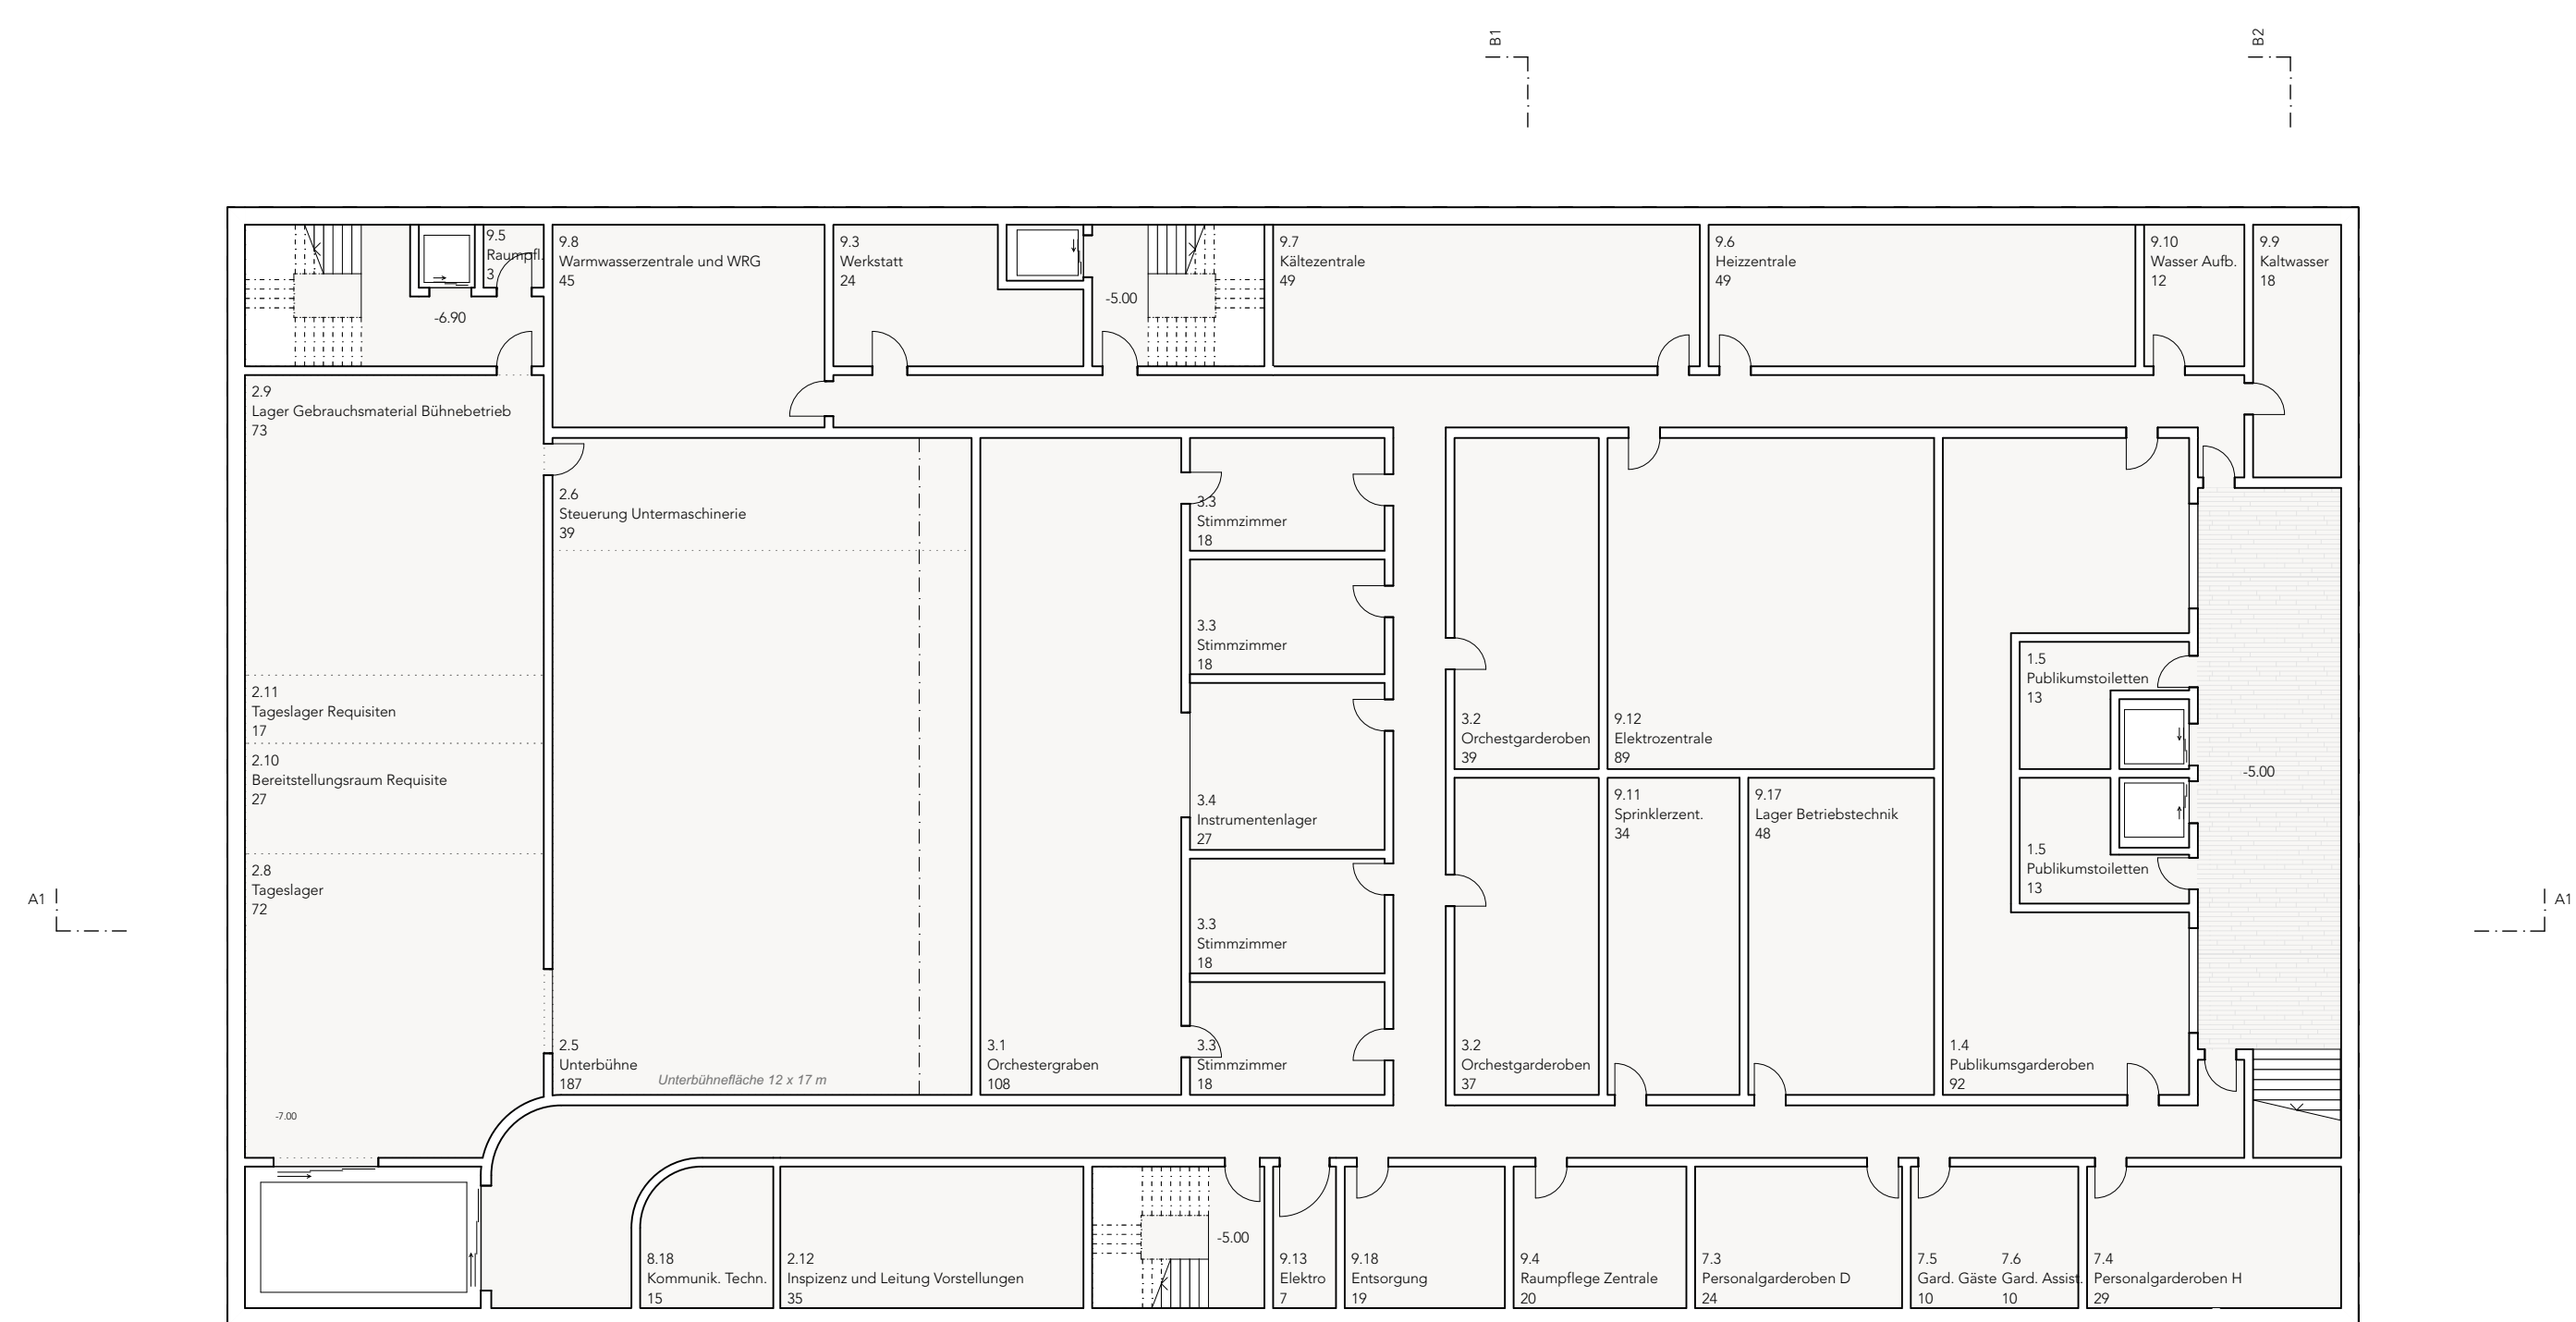 B1
B2
9.5
Raumpfl.
3
9.8
Warmwasserzentrale und WRG
45
9.3
Werkstatt
24
9.7
Kältezentrale
49
9.6
Heizzentrale
49
9.10
Wasser Aufb.
12
9.9
Kaltwasser
18
-6.90
-5.00
2.9
Lager Gebrauchsmaterial Bühnebetrieb
73
2.6
Steuerung Untermaschinerie
39
3.3
Stimmzimmer
18
3.3
Stimmzimmer
18
2.11
Tageslager Requisiten
17
2.10
Bereitstellungsraum Requisite
27
3.4
Instrumentenlager
27
3.2
Orchestgarderoben
39
9.12
Elektrozentrale
89
1.5
Publikumstoiletten
13
-5.00
9.11
Sprinklerzent.
34
9.17
Lager Betriebstechnik
48
1.5
Publikumstoiletten
13
2.8
Tageslager
72
A1
A1
3.3
Stimmzimmer
18
2.5
Unterbühne
187
Unterbühnefläche 12 x 17 m
3.1
Orchestergraben
108
3.3
Stimmzimmer
18
3.2
Orchestgarderoben
37
1.4
Publikumsgarderoben
92
-7.00
8.18
Kommunik. Techn.
15
2.12
Inspizienz und Leitung Vorstellungen
35
-5.00
9.13
Elektro
7
9.18
Entsorgung
19
9.4
Raumpflege Zentrale
20
7.3
Personalgarderoben D
24
7.5
Gard. Gäste
10
7.6
Gard. Assist.
10
7.4
Personalgarderoben H
29